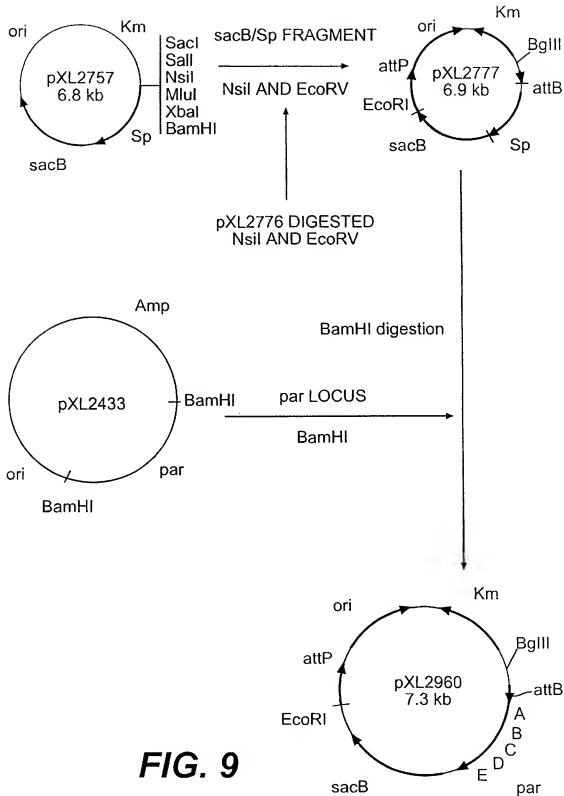 ori
Km
pXL2757
6.8 kb
SacI
SalI
NsiI
MluI
XbaI
BamHI
Sp
sacB
sacB/Sp FRAGMENT
NsiI AND EcoRV
pXL2776 DIGESTED
NsiI AND EcoRV
ori
Km
BglII
attP
pXL2777
6.9 kb
attB
EcoRI
sacB
Sp
BamHI digestion
Amp
pXL2433
BamHI
par LOCUS
BamHI
ori
par
BamHI
ori
Km
BglII
attP
pXL2960
7.3 kb
attB
EcoRI
A
B
C
D
E
sacB
par
FIG. 9